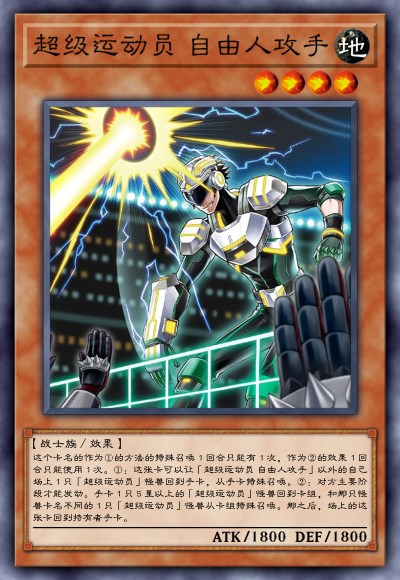 超级运动员 自由人攻手
地
【战士族／效果】
这个卡名的作为①的方法的特殊召唤1回合只能有1次，作为②的效果1回
合只能使用1次。①：这张卡可以让「超级运动员 自由人攻手」以外的自己
场上1只「超级运动员」怪兽回到手卡，从手卡特殊召唤。②：对方主要阶
段才能发动。手卡1只5星以上的「超级运动员」怪兽回到卡组，和那只怪
兽卡名不同的1只「超级运动员」怪兽从卡组特殊召唤。那之后，场上的这
张卡回到持有者手卡。
ATK/1800 DEF/1800